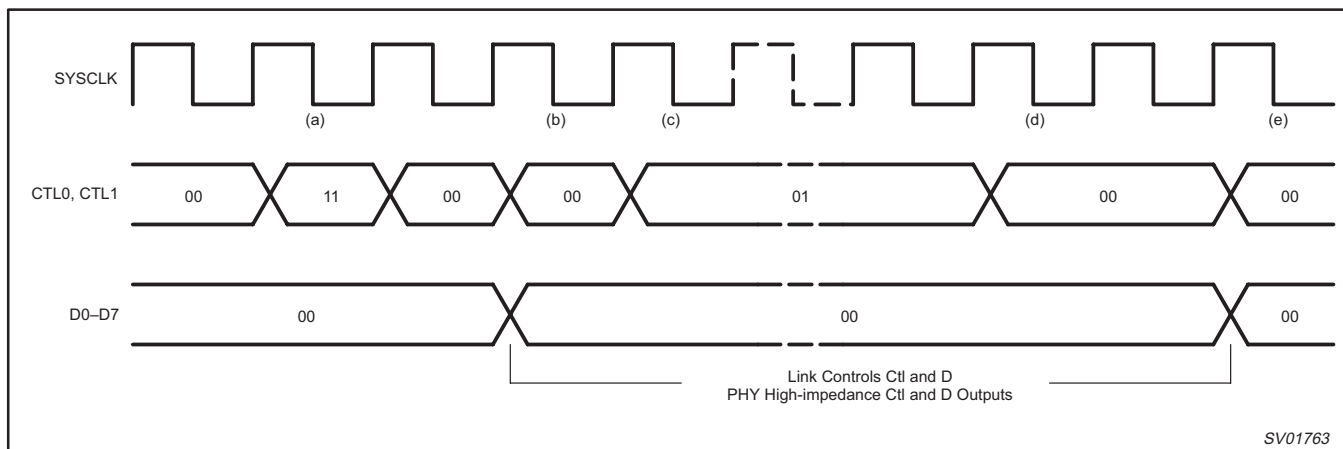 SYSCLK
(a) (b) (c) (d) (e)
CTL0, CTL1 00 11 00 00 01 00 00
D0–D7 00 00 00
Link Controls Ctl and D
PHY High-impedance Ctl and D Outputs
SV01763